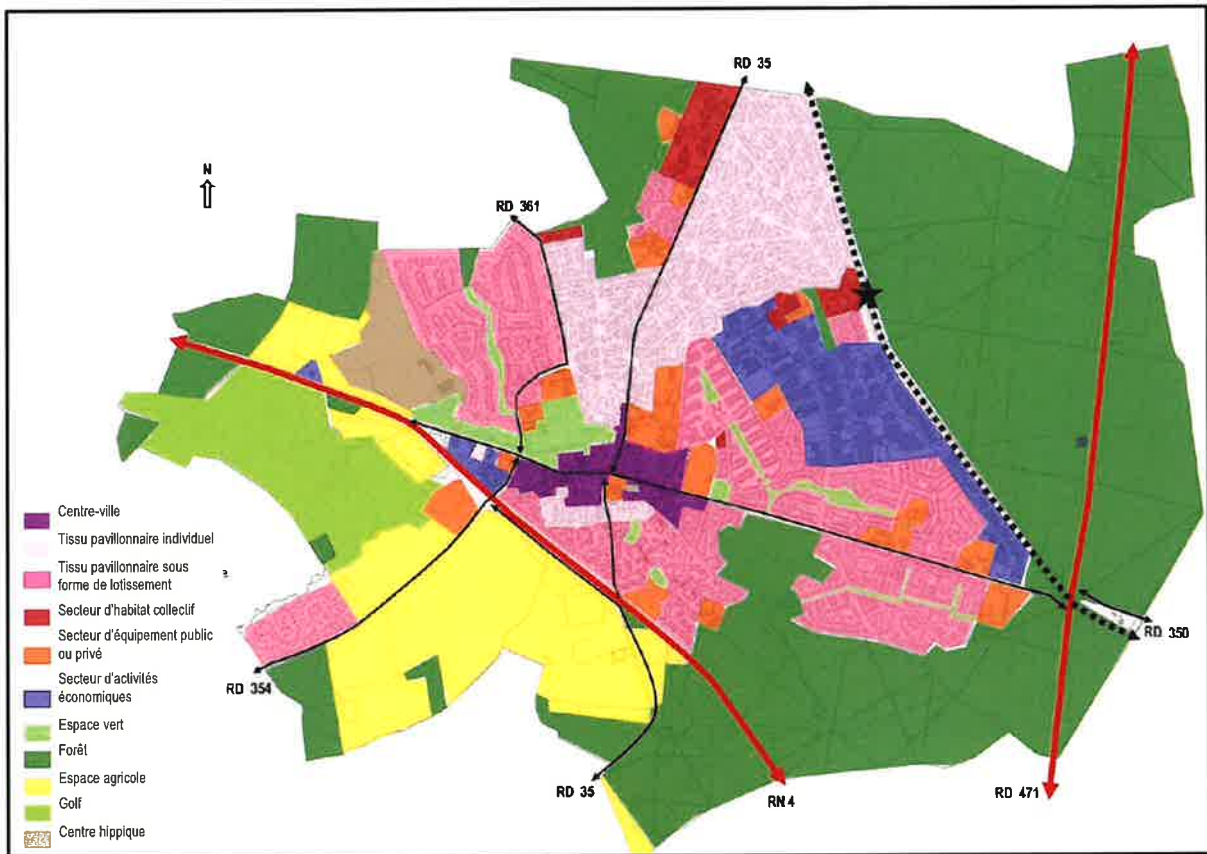 RD 35
N
RD 361
Centre-ville
Tissu pavillonnaire individuel
Tissu pavillonnaire sous
forme de lotissement
e
Secteur d'habitat collectif
Secteur d'équipement public
ou privé
Secteur d'activités
économiques
Espace vert
Forêt
Espace agricole
Golf
Centre hippique
RD 350
RD 354
RD 35
RN 4
RD 471